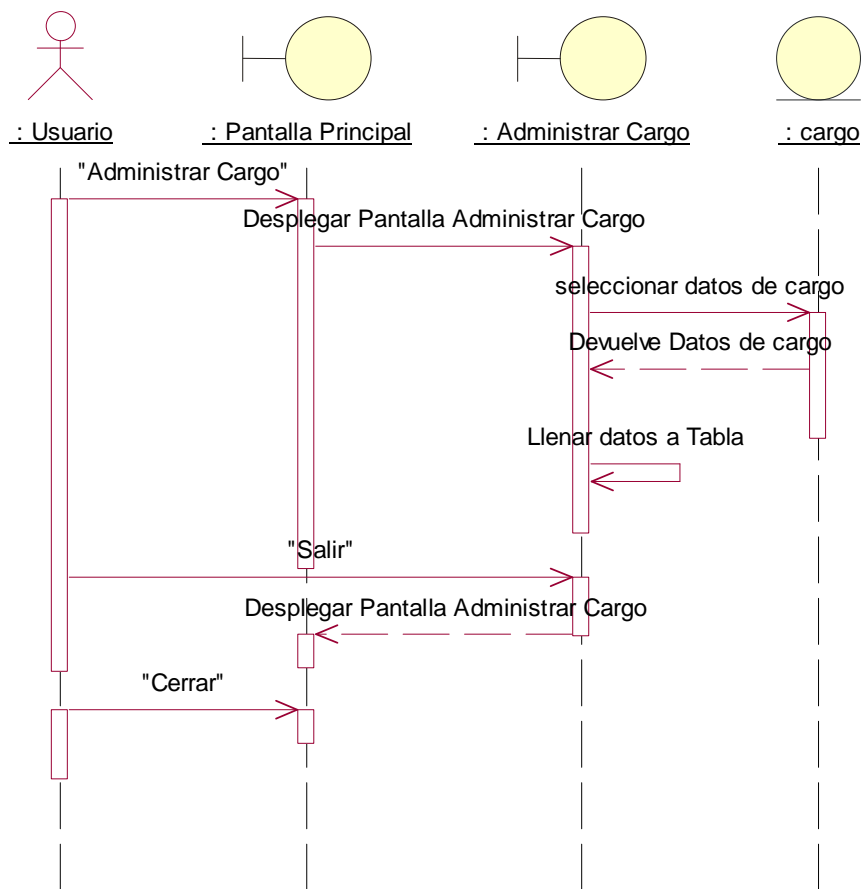 : Usuario
: Pantalla Principal
: Administrar Cargo
: cargo
"Administrar Cargo"
Desplegar Pantalla Administrar Cargo
seleccionar datos de cargo
Devuelve Datos de cargo
Llenar datos a Tabla
"Salir"
Desplegar Pantalla Administrar Cargo
"Cerrar"